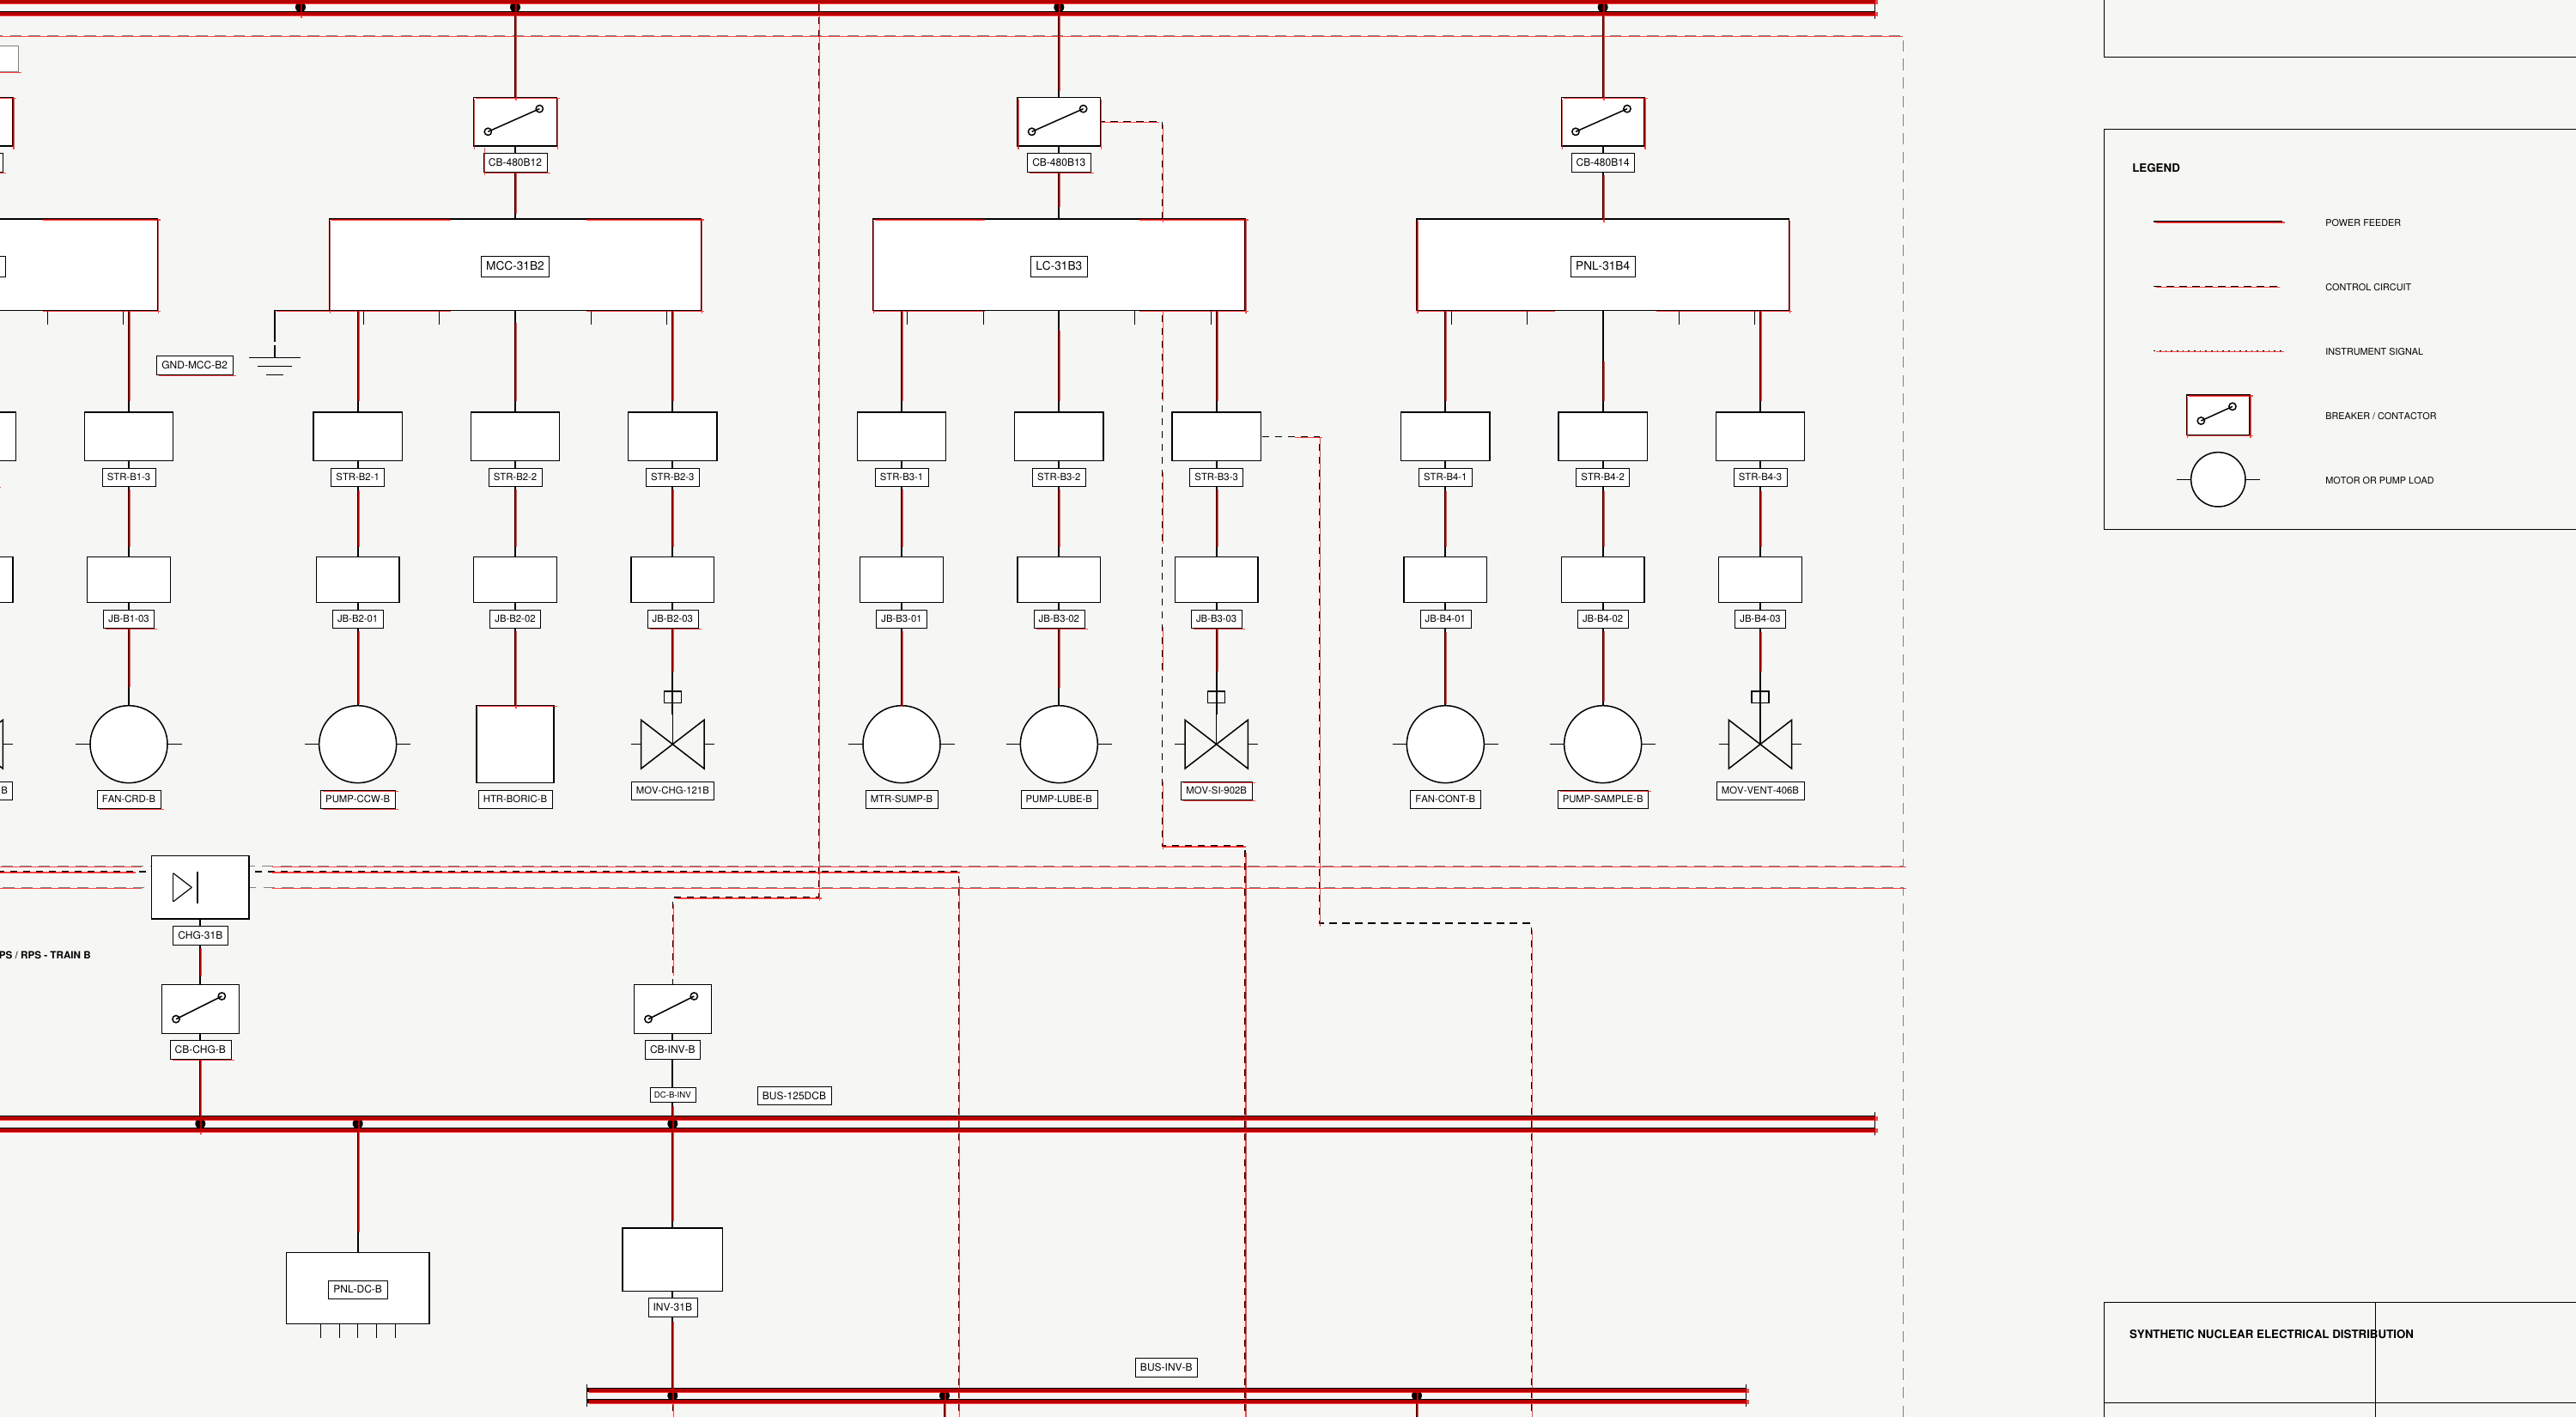 CB-480B12
CB-480B13
CB-480B14
LEGEND
POWER FEEDER
MCC-31B2
LC-31B3
PNL-31B4
CONTROL CIRCUIT
INSTRUMENT SIGNAL
GND-MCC-B2
BREAKER / CONTACTOR
STR-B1-3
STR-B2-1
STR-B2-2
STR-B2-3
STR-B3-1
STR-B3-2
STR-B3-3
STR-B4-1
STR-B4-2
STR-B4-3
MOTOR OR PUMP LOAD
JB-B1-03
JB-B2-01
JB-B2-02
JB-B2-03
JB-B3-01
JB-B3-02
JB-B3-03
JB-B4-01
JB-B4-02
JB-B4-03
B
FAN-CRD-B
PUMP-CCW-B
HTR-BORIC-B
MOV-CHG-121B
MTR-SUMP-B
PUMP-LUBE-B
MOV-SI-902B
FAN-CONT-B
PUMP-SAMPLE-B
MOV-VENT-406B
CHG-31B
PS / RPS - TRAIN B
CB-CHG-B
CB-INV-B
DC-B-INV
BUS-125DCB
PNL-DC-B
INV-31B
SYNTHETIC NUCLEAR ELECTRICAL DISTRIBUTION
BUS-INV-B